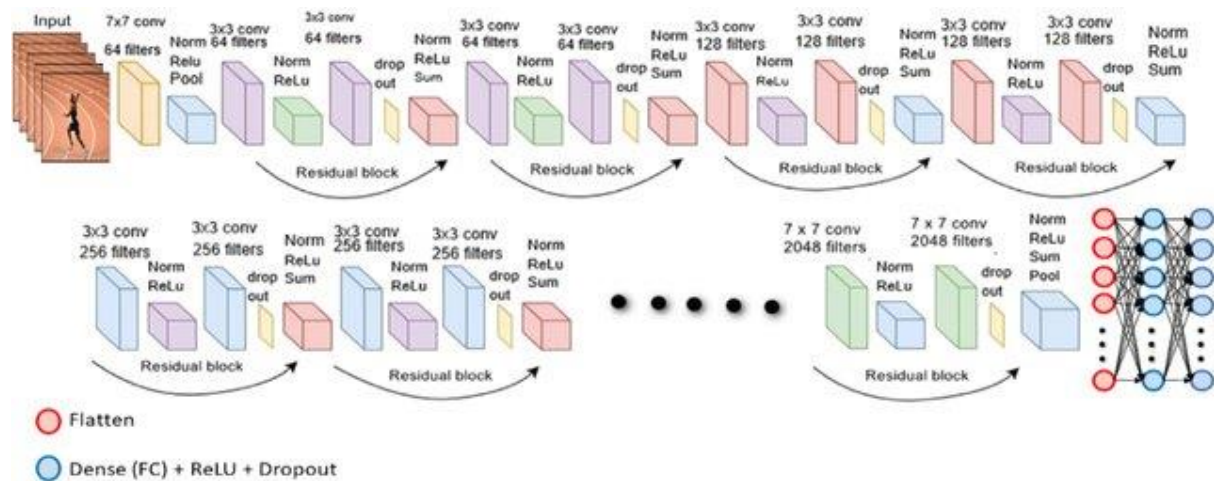 Input
7x7 conv
64 filters
Norm
Relu
Pool
3x3 conv
64 filters
Norm
ReLu
3x3 conv
64 filters
drop
out
Norm
ReLu
Sum
3x3 conv
64 filters
Norm
ReLu
3x3 conv
64 filters
drop
out
Norm
ReLu
Sum
3x3 conv
128 filters
Norm
ReLu
3x3 conv
128 filters
drop
out
Norm
ReLu
Sum
3x3 conv
128 filters
Norm
ReLu
3x3 conv
128 filters
drop
out
Norm
ReLu
Sum
Residual block
Residual block
Residual block
Residual block
3x3 conv
256 filters
Norm
ReLu
3x3 conv
256 filters
drop
out
Norm
ReLu
Sum
3x3 conv
256 filters
Norm
ReLu
3x3 conv
256 filters
drop
out
Norm
ReLu
Sum
7 x 7 conv
2048 filters
Norm
ReLu
7 x 7 conv
2048 filters
drop
out
Norm
ReLu
Sum
Pool
Residual block
Residual block
Residual block
Flatten
Dense (FC) + ReLU + Dropout